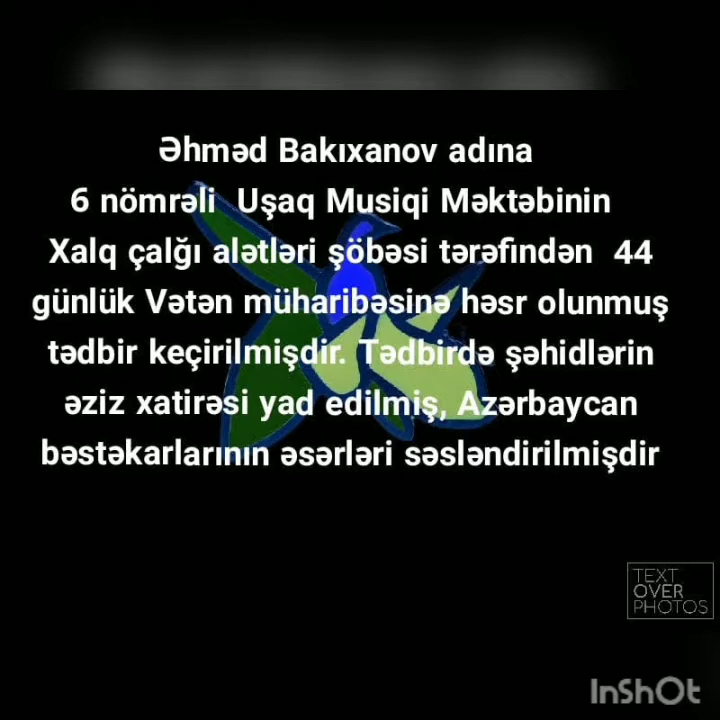 Əhməd Bakıxanov adına
6 nömrəli Uşaq Musiqi Məktəbinin
Xalq çalğı alətləri şöbəsi tərəfindən 44
günlük Vətən müharibəsinə həsr olunmuş
tədbir keçirilmişdir. Tədbirdə şəhidlərin
əziz xatirəsi yad edilmiş, Azərbaycan
bəstəkarlarının əsərləri səsləndirilmişdir
TEXT
OVER
PHOTOS
InShOt